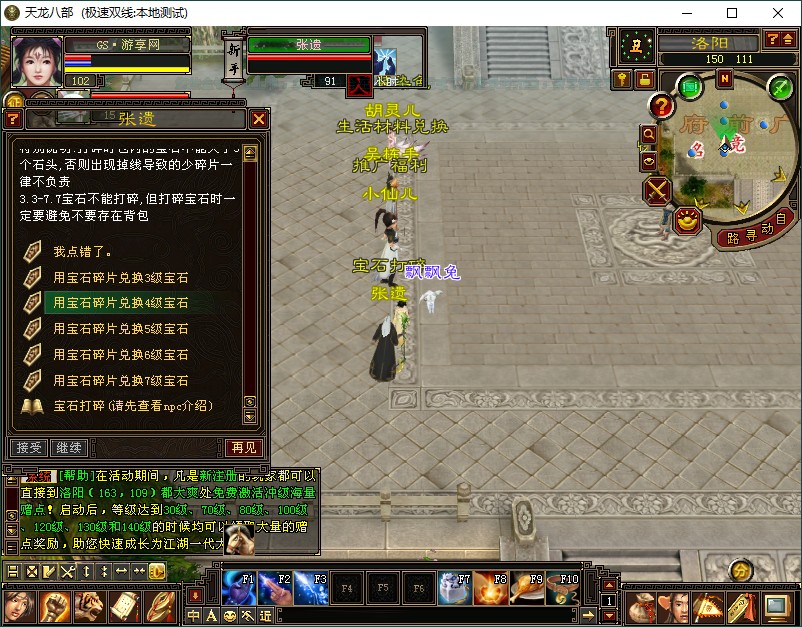 天龙八部 (极速双线:本地测试)
GS·游享网
102
新手
张遗
91
洛阳
150 111
N
丑
征
张遗
个石头,否则出现掉线导致的少碎片一
律不负责
3.3-7.7宝石不能打碎,但打碎宝石时一
定要避免不要存在背包
我点错了。
用宝石碎片兑换3级宝石
用宝石碎片兑换4级宝石
用宝石碎片兑换5级宝石
用宝石碎片兑换6级宝石
用宝石碎片兑换7级宝石
宝石打碎(请先查看npc介绍)
接受
继续
再见
胡灵儿
生活材料兑换
推广福利
小仙儿
宝石打碎
飘飘兔
张遗
府前广
自动寻路
[帮助]在活动期间，凡是新注册的玩家都可以
直接到洛阳（163，109）都大爽处免费激活冲级海量
赠点！启动后，等级达到30级、70级、80级、100级
、120级、130级和140级的时候均可以领取大量的赠
点奖励，助您快速成长为江湖一代大
F1
F2
F3
F4
F5
F6
F7
F8
F9
F10
1
中
A
近